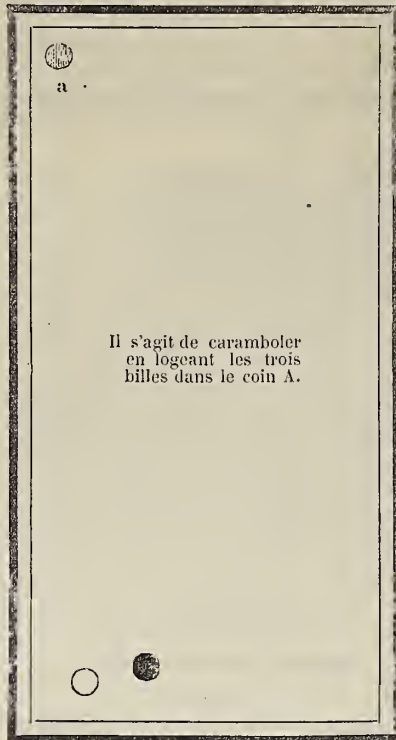 a
Il s'agit de caramboler
en logeant les trois
billes dans le coin A.